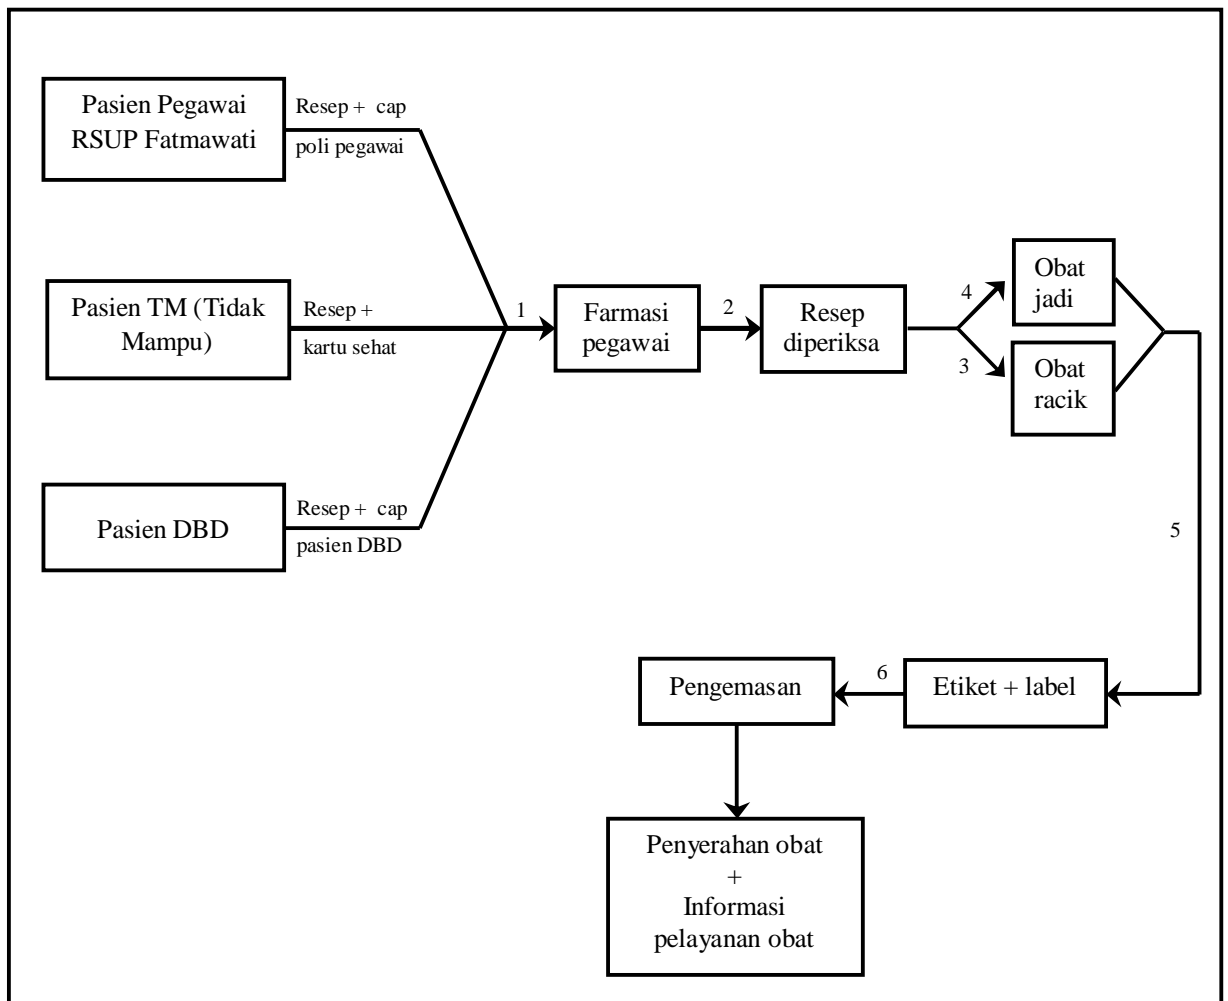 Pasien Pegawai
RSUP Fatmawati
Resep + cap
poli pegawai
Pasien TM (Tidak
Mampu)
Resep +
kartu sehat
Pasien DBD
Resep + cap
pasien DBD
1
Farmasi
pegawai
2
Resep
diperiksa
4
3
Obat
jadi
Obat
racik
5
Etiket + label
6
Pengemasan
Penyerahan obat
+
Informasi
pelayanan obat